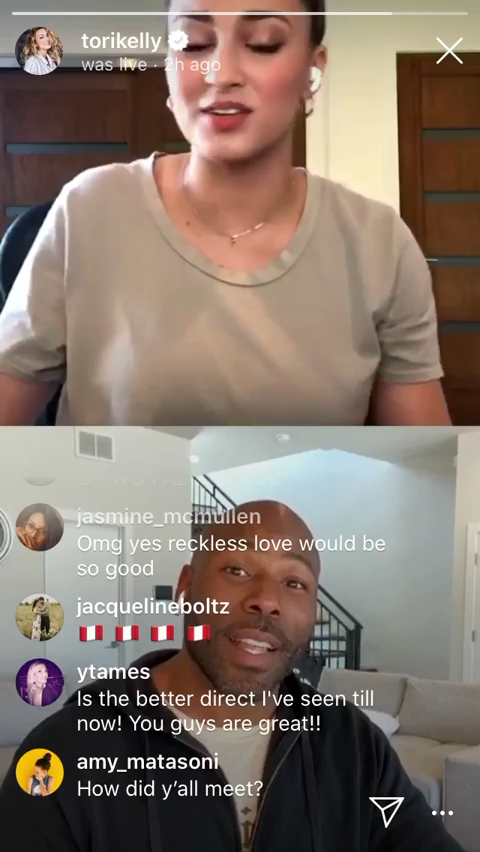 torikelly
was live · 2h ago
jasmine_mcmullen
Omg yes reckless love would be
so good
jacquelineboltz
🇵🇪 🇵🇪 🇵🇪 🇵🇪
ytames
Is the better direct I've seen till
now! You guys are great!!
amy_matasoni
How did y'all meet?